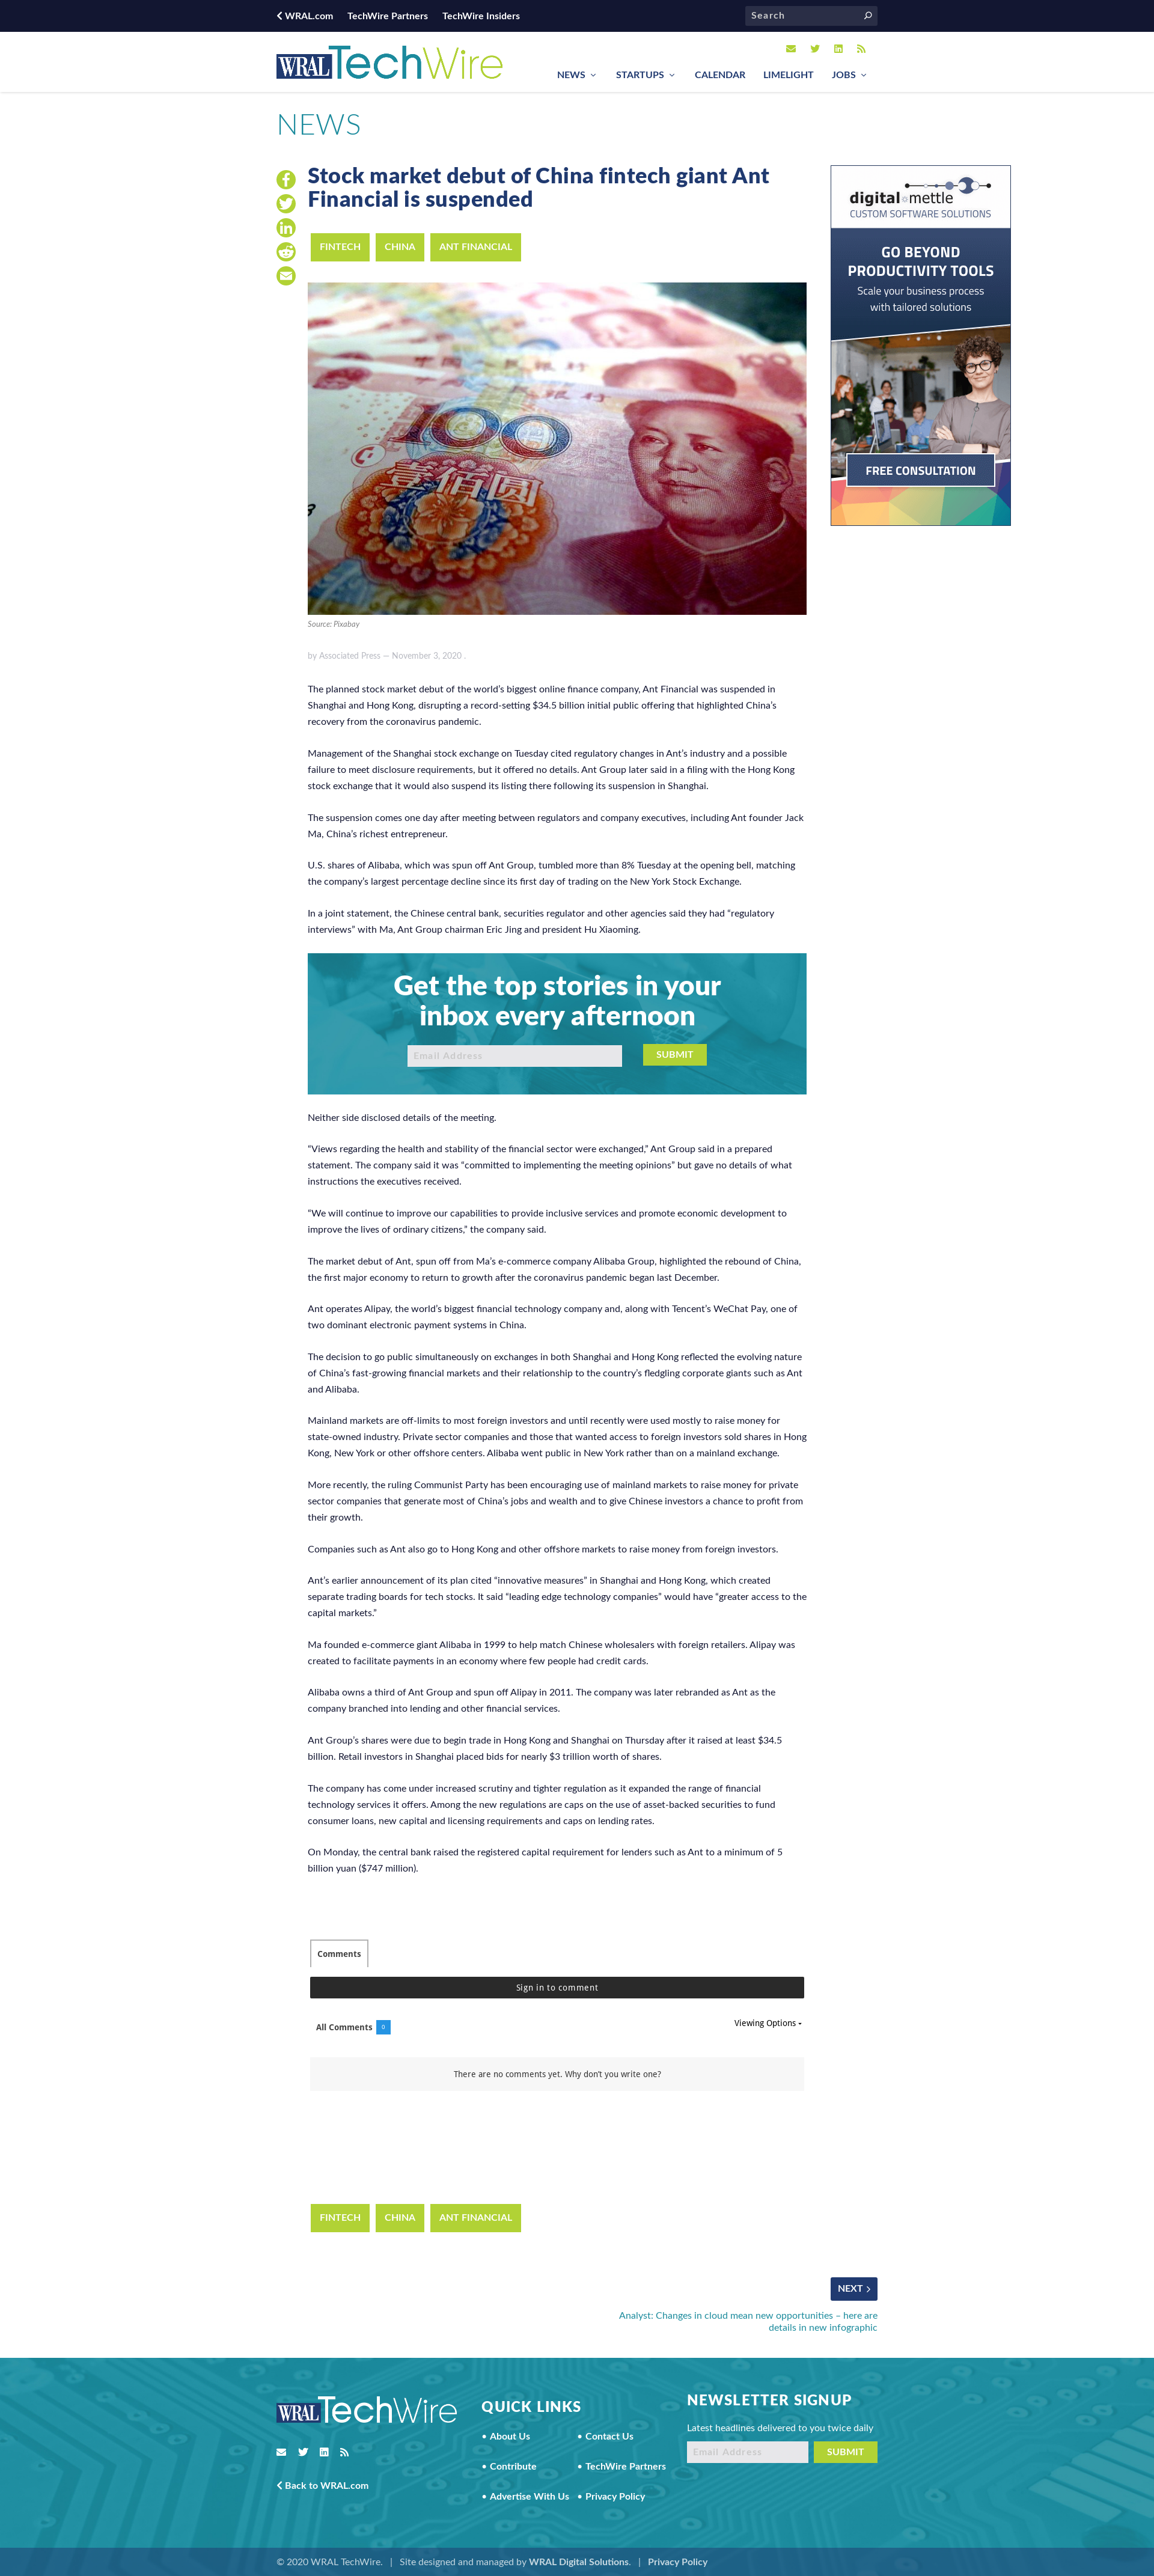 WRAL.com TechWire Partners TechWire Insiders Search
WRAL TechWire
NEWS STARTUPS CALENDAR LIMELIGHT JOBS
NEWS
Stock market debut of China fintech giant Ant
Financial is suspended
FINTECH CHINA ANT FINANCIAL
digital mettle
CUSTOM SOFTWARE SOLUTIONS
GO BEYOND
PRODUCTIVITY TOOLS
Scale your business process
with tailored solutions
FREE CONSULTATION
壹佰圆
Source: Pixabay
by Associated Press — November 3, 2020 .
The planned stock market debut of the world’s biggest online finance company, Ant Financial was suspended in
Shanghai and Hong Kong, disrupting a record-setting $34.5 billion initial public offering that highlighted China’s
recovery from the coronavirus pandemic.
Management of the Shanghai stock exchange on Tuesday cited regulatory changes in Ant’s industry and a possible
failure to meet disclosure requirements, but it offered no details. Ant Group later said in a filing with the Hong Kong
stock exchange that it would also suspend its listing there following its suspension in Shanghai.
The suspension comes one day after meeting between regulators and company executives, including Ant founder Jack
Ma, China’s richest entrepreneur.
U.S. shares of Alibaba, which was spun off Ant Group, tumbled more than 8% Tuesday at the opening bell, matching
the company’s largest percentage decline since its first day of trading on the New York Stock Exchange.
In a joint statement, the Chinese central bank, securities regulator and other agencies said they had “regulatory
interviews” with Ma, Ant Group chairman Eric Jing and president Hu Xiaoming.
Get the top stories in your
inbox every afternoon
Email Address SUBMIT
Neither side disclosed details of the meeting.
“Views regarding the health and stability of the financial sector were exchanged,” Ant Group said in a prepared
statement. The company said it was “committed to implementing the meeting opinions” but gave no details of what
instructions the executives received.
“We will continue to improve our capabilities to provide inclusive services and promote economic development to
improve the lives of ordinary citizens,” the company said.
The market debut of Ant, spun off from Ma’s e-commerce company Alibaba Group, highlighted the rebound of China,
the first major economy to return to growth after the coronavirus pandemic began last December.
Ant operates Alipay, the world’s biggest financial technology company and, along with Tencent’s WeChat Pay, one of
two dominant electronic payment systems in China.
The decision to go public simultaneously on exchanges in both Shanghai and Hong Kong reflected the evolving nature
of China’s fast-growing financial markets and their relationship to the country’s fledgling corporate giants such as Ant
and Alibaba.
Mainland markets are off-limits to most foreign investors and until recently were used mostly to raise money for
state-owned industry. Private sector companies and those that wanted access to foreign investors sold shares in Hong
Kong, New York or other offshore centers. Alibaba went public in New York rather than on a mainland exchange.
More recently, the ruling Communist Party has been encouraging use of mainland markets to raise money for private
sector companies that generate most of China’s jobs and wealth and to give Chinese investors a chance to profit from
their growth.
Companies such as Ant also go to Hong Kong and other offshore markets to raise money from foreign investors.
Ant’s earlier announcement of its plan cited “innovative measures” in Shanghai and Hong Kong, which created
separate trading boards for tech stocks. It said “leading edge technology companies” would have “greater access to the
capital markets.”
Ma founded e-commerce giant Alibaba in 1999 to help match Chinese wholesalers with foreign retailers. Alipay was
created to facilitate payments in an economy where few people had credit cards.
Alibaba owns a third of Ant Group and spun off Alipay in 2011. The company was later rebranded as Ant as the
company branched into lending and other financial services.
Ant Group’s shares were due to begin trade in Hong Kong and Shanghai on Thursday after it raised at least $34.5
billion. Retail investors in Shanghai placed bids for nearly $3 trillion worth of shares.
The company has come under increased scrutiny and tighter regulation as it expanded the range of financial
technology services it offers. Among the new regulations are caps on the use of asset-backed securities to fund
consumer loans, new capital and licensing requirements and caps on lending rates.
On Monday, the central bank raised the registered capital requirement for lenders such as Ant to a minimum of 5
billion yuan ($747 million).
Comments
Sign in to comment
All Comments 0 Viewing Options
There are no comments yet. Why don’t you write one?
FINTECH CHINA ANT FINANCIAL
NEXT
Analyst: Changes in cloud mean new opportunities – here are
details in new infographic
WRAL TechWire
Back to WRAL.com
QUICK LINKS
• About Us • Contact Us
• Contribute • TechWire Partners
• Advertise With Us • Privacy Policy
NEWSLETTER SIGNUP
Latest headlines delivered to you twice daily
Email Address SUBMIT
© 2020 WRAL TechWire. | Site designed and managed by WRAL Digital Solutions. | Privacy Policy